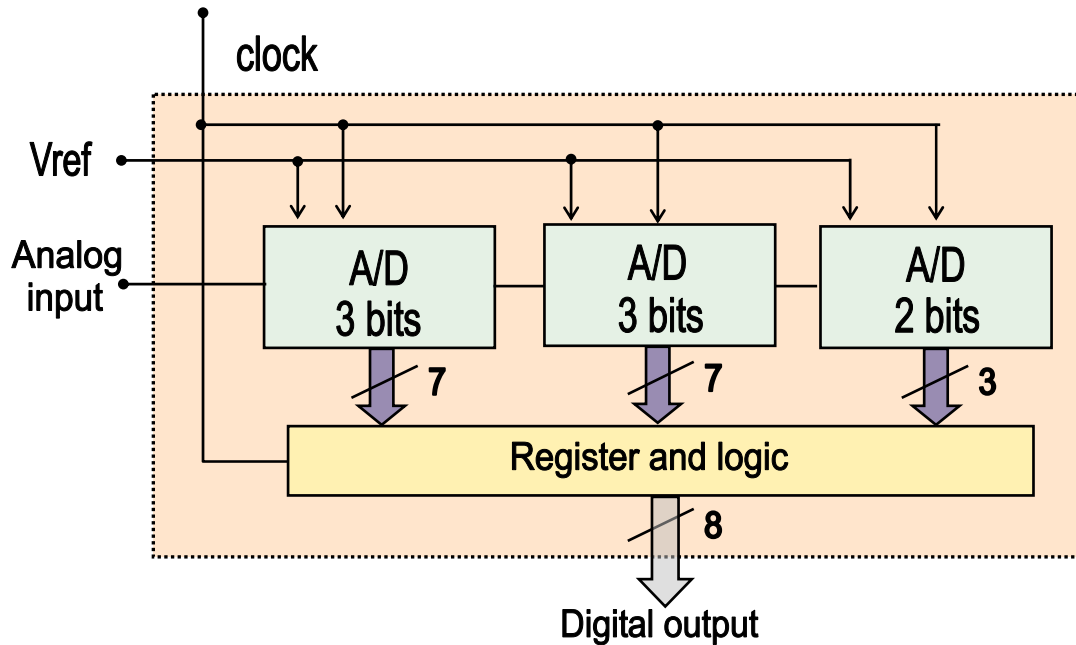 clock
Vref
Analog
input
A/D
3 bits
A/D
3 bits
A/D
2 bits
7
7
3
Register and logic
8
Digital output